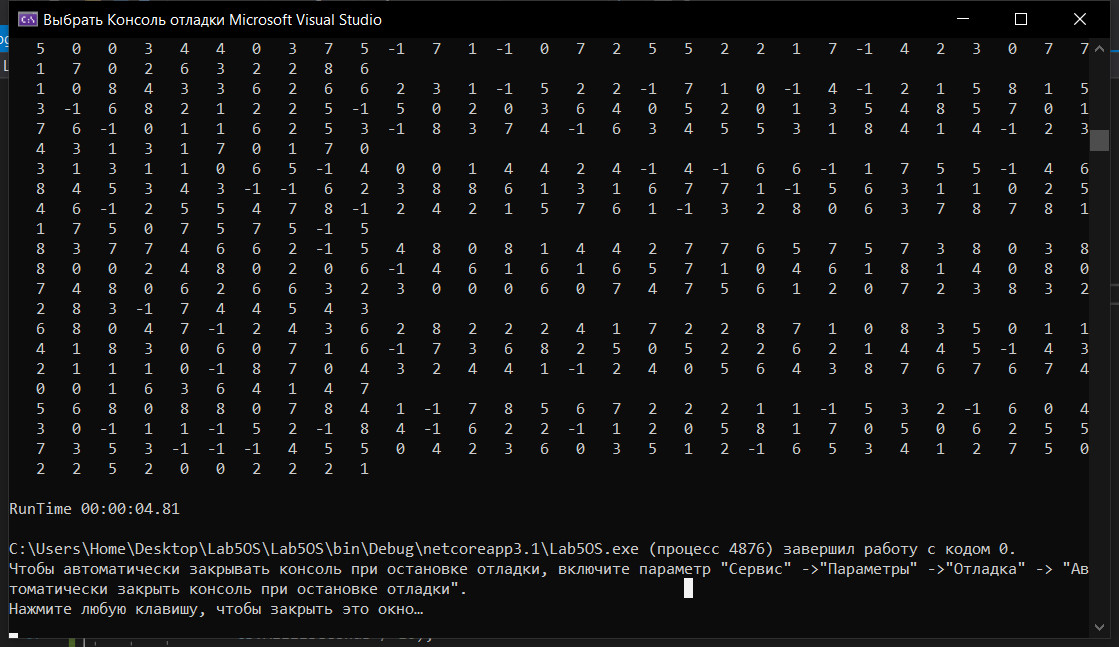 Выбрать Консоль отладки Microsoft Visual Studio
5 0 0 3 4 4 0 3 7 5 -1 7 1 -1 0 7 2 5 5 2 2 1 7 -1 4 2 3 0 7 7
1 7 0 2 6 3 2 2 8 6
1 0 8 4 3 3 6 2 6 6 2 3 1 -1 5 2 2 -1 7 1 0 -1 4 -1 2 1 5 8 1 5
3 -1 6 8 2 1 2 2 5 -1 5 0 2 0 3 6 4 0 5 2 0 1 3 5 4 8 5 7 0 1
7 6 -1 0 1 1 6 2 5 3 -1 8 3 7 4 -1 6 3 4 5 5 3 1 8 4 1 4 -1 2 3
4 3 1 3 1 7 0 1 7 0
3 1 3 1 1 0 6 5 -1 4 0 0 1 4 4 2 4 -1 4 -1 6 6 -1 1 7 5 5 -1 4 6
8 4 5 3 4 3 -1 -1 6 2 3 8 8 6 1 3 1 6 7 7 1 -1 5 6 3 1 1 0 2 5
4 6 -1 2 5 5 4 7 8 -1 2 4 2 1 5 7 6 1 -1 3 2 8 0 6 3 7 8 7 8 1
1 7 5 0 7 5 7 5 -1 5
8 3 7 7 4 6 6 2 -1 5 4 8 0 8 1 4 4 2 7 7 6 5 7 5 7 3 8 0 3 8
8 0 0 2 4 8 0 2 0 6 -1 4 6 1 6 1 6 5 7 1 0 4 6 1 8 1 4 0 8 0
7 4 8 0 6 2 6 6 3 2 3 0 0 0 6 0 7 4 7 5 6 1 2 0 7 2 3 8 3 2
2 8 3 -1 7 4 4 5 4 3
6 8 0 4 7 -1 2 4 3 6 2 8 2 2 2 4 1 7 2 2 8 7 1 0 8 3 5 0 1 1
4 1 8 3 0 6 0 7 1 6 -1 7 3 6 8 2 5 0 5 2 2 6 2 1 4 4 5 -1 4 3
2 1 1 1 0 -1 8 7 0 4 3 2 4 4 1 -1 2 4 0 5 6 4 3 8 7 6 7 6 7 4
0 0 1 6 3 6 4 1 4 7
5 6 8 0 8 8 0 7 8 4 1 -1 7 8 5 6 7 2 2 2 1 1 -1 5 3 2 -1 6 0 4
3 0 -1 1 1 -1 5 2 -1 8 4 -1 6 2 2 -1 1 2 0 5 8 1 7 0 5 0 6 2 5 5
7 3 5 3 -1 -1 -1 4 5 5 0 4 2 3 6 0 3 5 1 2 -1 6 5 3 4 1 2 7 5 0
2 2 5 2 0 0 2 2 2 1
RunTime 00:00:04.81
C:\Users\Home\Desktop\Lab5OS\Lab5OS\bin\Debug\netcoreapp3.1\Lab5OS.exe (процесс 4876) завершил работу с кодом 0.
Чтобы автоматически закрывать консоль при остановке отладки, включите параметр "Сервис" ->"Параметры" ->"Отладка" -> "Ав
томатически закрыть консоль при остановке отладки".
Нажмите любую клавишу, чтобы закрыть это окно…